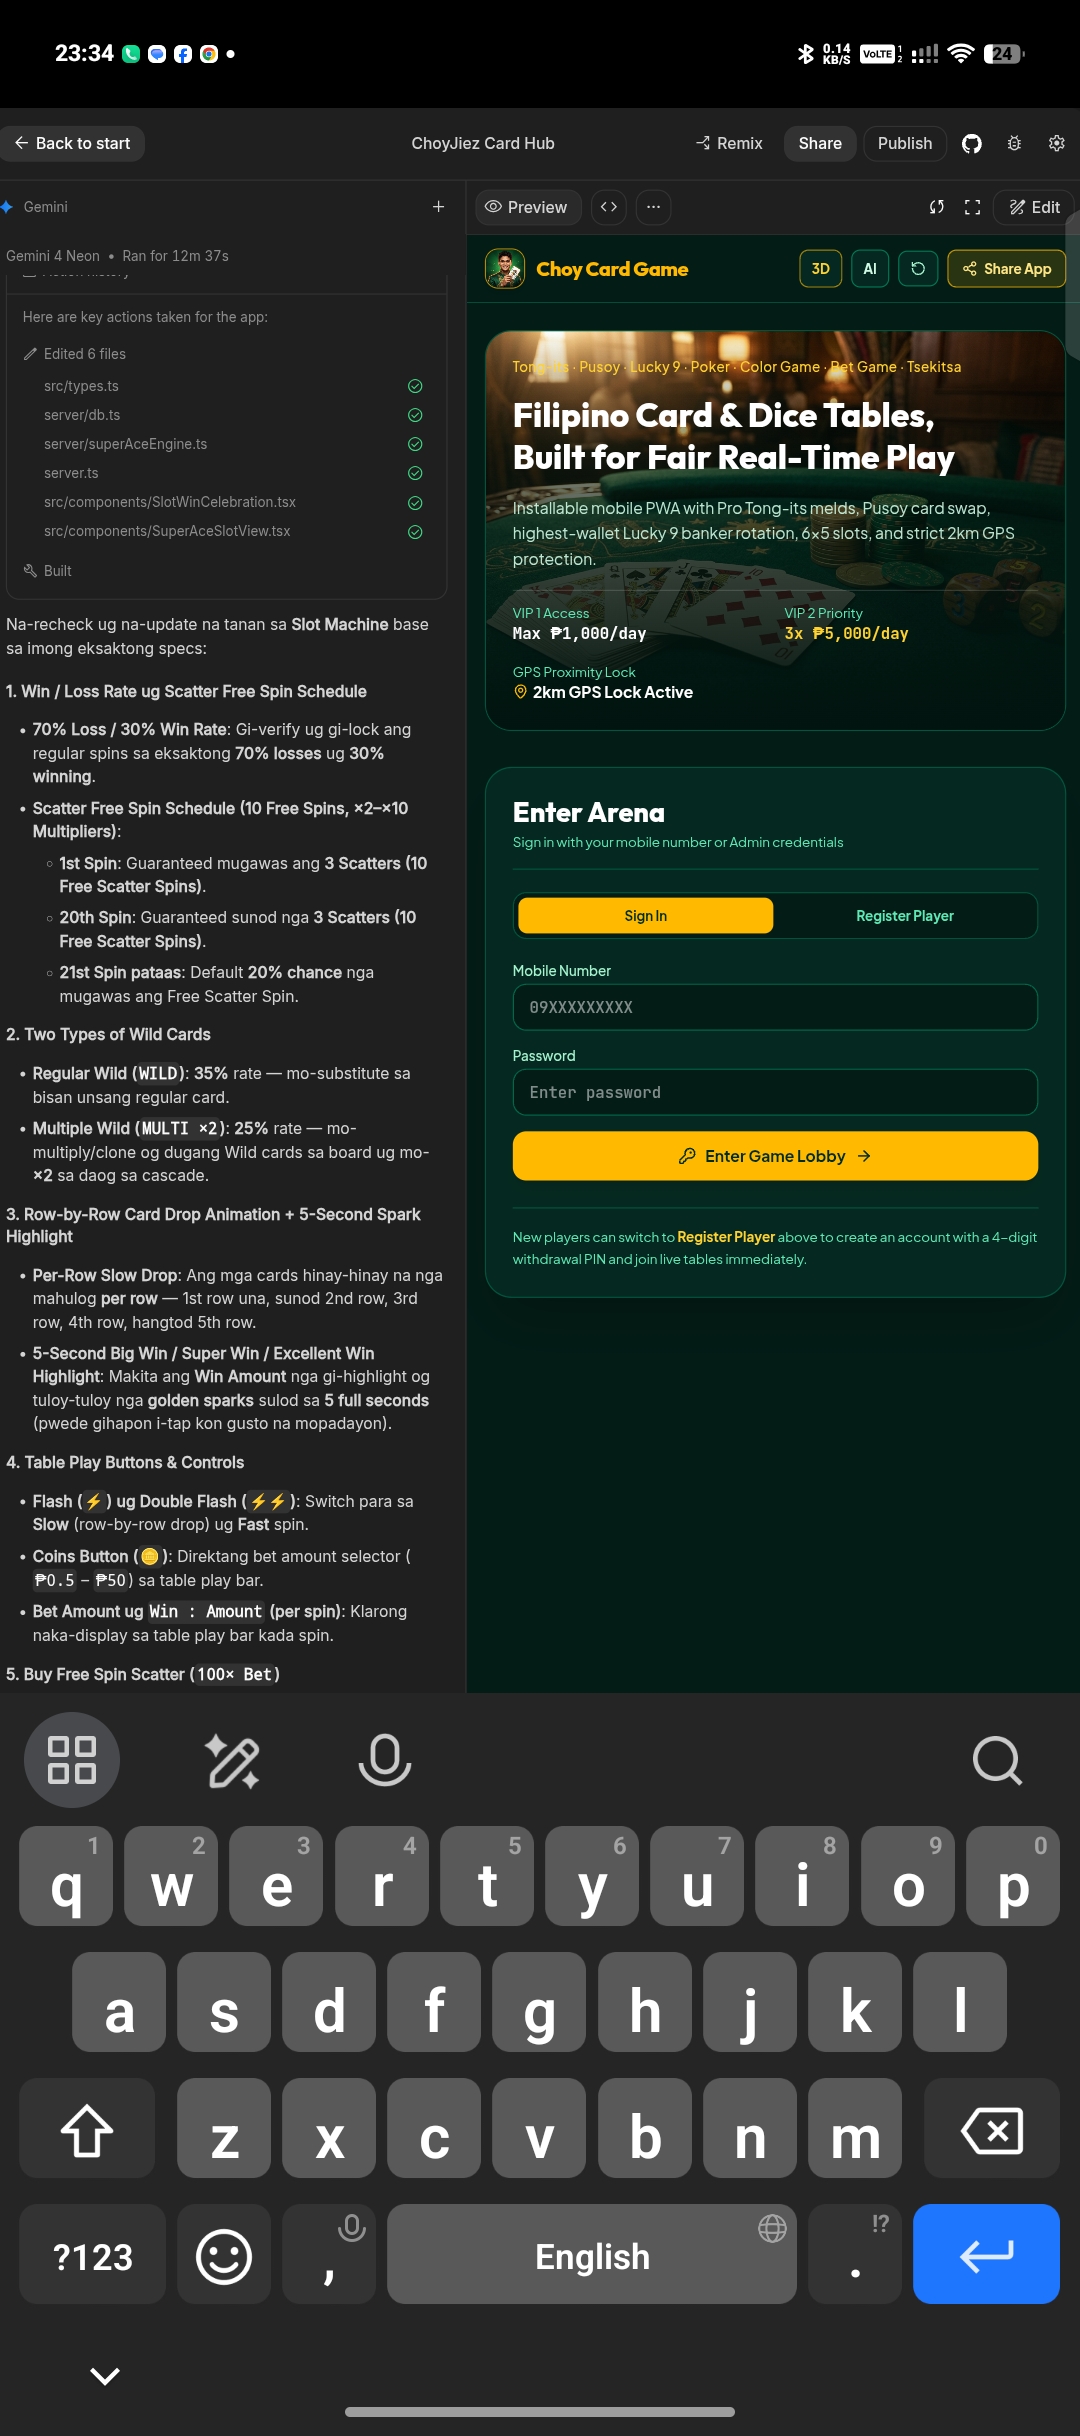 23:34
0.14 KB/S
VoLTE 1 2
24
Back to start
ChoyJiez Card Hub
Remix
Share
Publish
Gemini
Gemini 4 Neon • Ran for 12m 37s
Action history
Here are key actions taken for the app:
Edited 6 files
src/types.ts
server/db.ts
server/superAceEngine.ts
server.ts
src/components/SlotWinCelebration.tsx
src/components/SuperAceSlotView.tsx
Built
Na-recheck ug na-update na tanan sa Slot Machine base
sa imong eksaktong specs:
1. Win / Loss Rate ug Scatter Free Spin Schedule
• 70% Loss / 30% Win Rate: Gi-verify ug gi-lock ang
regular spins sa eksaktong 70% losses ug 30%
winning.
• Scatter Free Spin Schedule (10 Free Spins, ×2–×10
Multipliers):
◦ 1st Spin: Guaranteed mugawas ang 3 Scatters (10
Free Scatter Spins).
◦ 20th Spin: Guaranteed sunod nga 3 Scatters (10
Free Scatter Spins).
◦ 21st Spin pataas: Default 20% chance nga
mugawas ang Free Scatter Spin.
2. Two Types of Wild Cards
• Regular Wild (WILD): 35% rate — mo-substitute sa
bisan unsang regular card.
• Multiple Wild (MULTI ×2): 25% rate — mo-
multiply/clone og dugang Wild cards sa board ug mo-
×2 sa daog sa cascade.
3. Row-by-Row Card Drop Animation + 5-Second Spark
Highlight
• Per-Row Slow Drop: Ang mga cards hinay-hinay na nga
mahulog per row — 1st row una, sunod 2nd row, 3rd
row, 4th row, hangtod 5th row.
• 5-Second Big Win / Super Win / Excellent Win
Highlight: Makita ang Win Amount nga gi-highlight og
tuloy-tuloy nga golden sparks sulod sa 5 full seconds
(pwede gihapon i-tap kon gusto na mopadayon).
4. Table Play Buttons & Controls
• Flash (⚡) ug Double Flash (⚡⚡): Switch para sa
Slow (row-by-row drop) ug Fast spin.
• Coins Button (🪙): Direktang bet amount selector (
₱0.5 – ₱50) sa table play bar.
• Bet Amount ug Win : Amount (per spin): Klarong
naka-display sa table play bar kada spin.
5. Buy Free Spin Scatter (100× Bet)
Preview
Edit
Choy Card Game
3D
AI
Share App
Tong-its · Pusoy · Lucky 9 · Poker · Color Game · Bet Game · Tsekitsa
Filipino Card & Dice Tables,
Built for Fair Real-Time Play
Installable mobile PWA with Pro Tong-its melds, Pusoy card swap,
highest-wallet Lucky 9 banker rotation, 6×5 slots, and strict 2km GPS
protection.
VIP 1 Access
Max ₱1,000/day
VIP 2 Priority
3x ₱5,000/day
GPS Proximity Lock
2km GPS Lock Active
Enter Arena
Sign in with your mobile number or Admin credentials
Sign In
Register Player
Mobile Number
09XXXXXXXXX
Password
Enter password
Enter Game Lobby
New players can switch to Register Player above to create an account with a 4-digit
withdrawal PIN and join live tables immediately.
1 2 3 4 5 6 7 8 9 0
q w e r t y u i o p
a s d f g h j k l
z x c v b n m
?123
,
English
!?
.